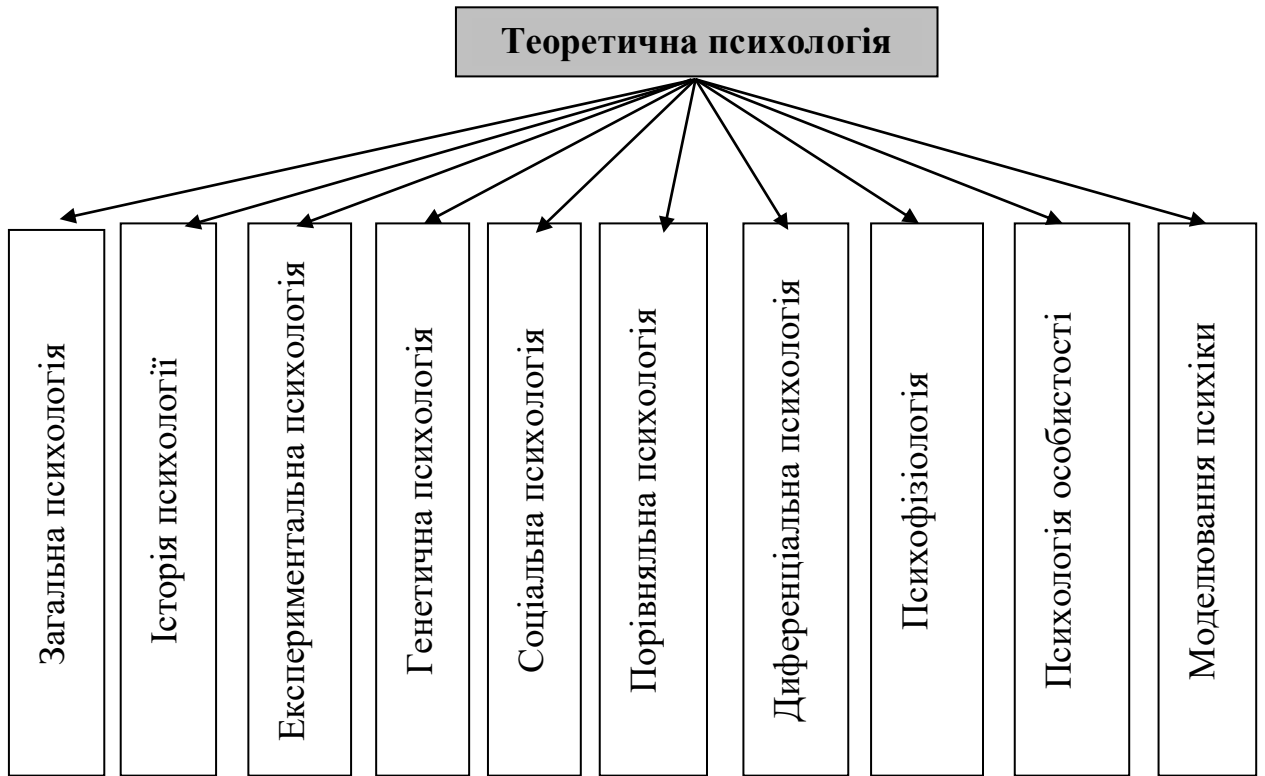 Теоретична психологія
Загальна психологія
Історія психології
Експериментальна психологія
Генетична психологія
Соціальна психологія
Порівняльна психологія
Диференціальна психологія
Психофізіологія
Психологія особистості
Моделювання психіки